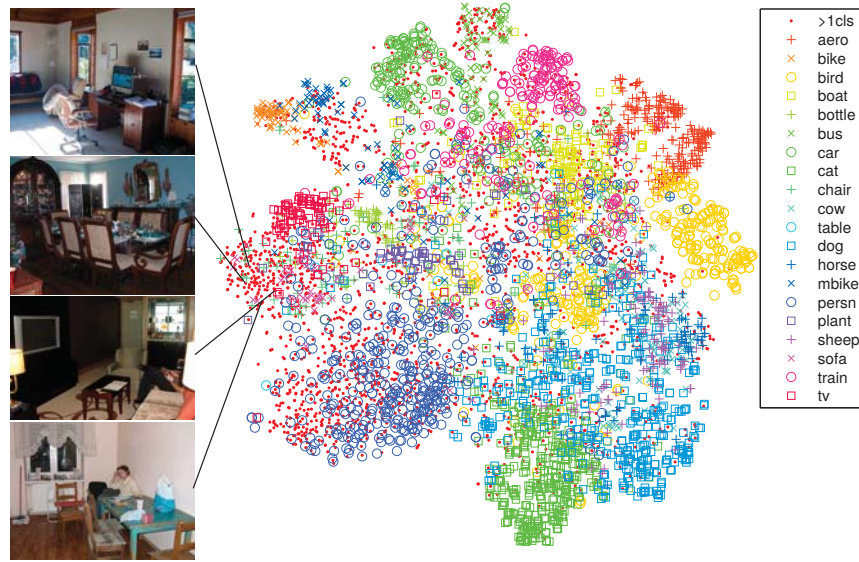 >1cls
aero
bike
bird
boat
bottle
bus
car
cat
chair
cow
table
dog
horse
mbike
persn
plant
sheep
sofa
train
tv